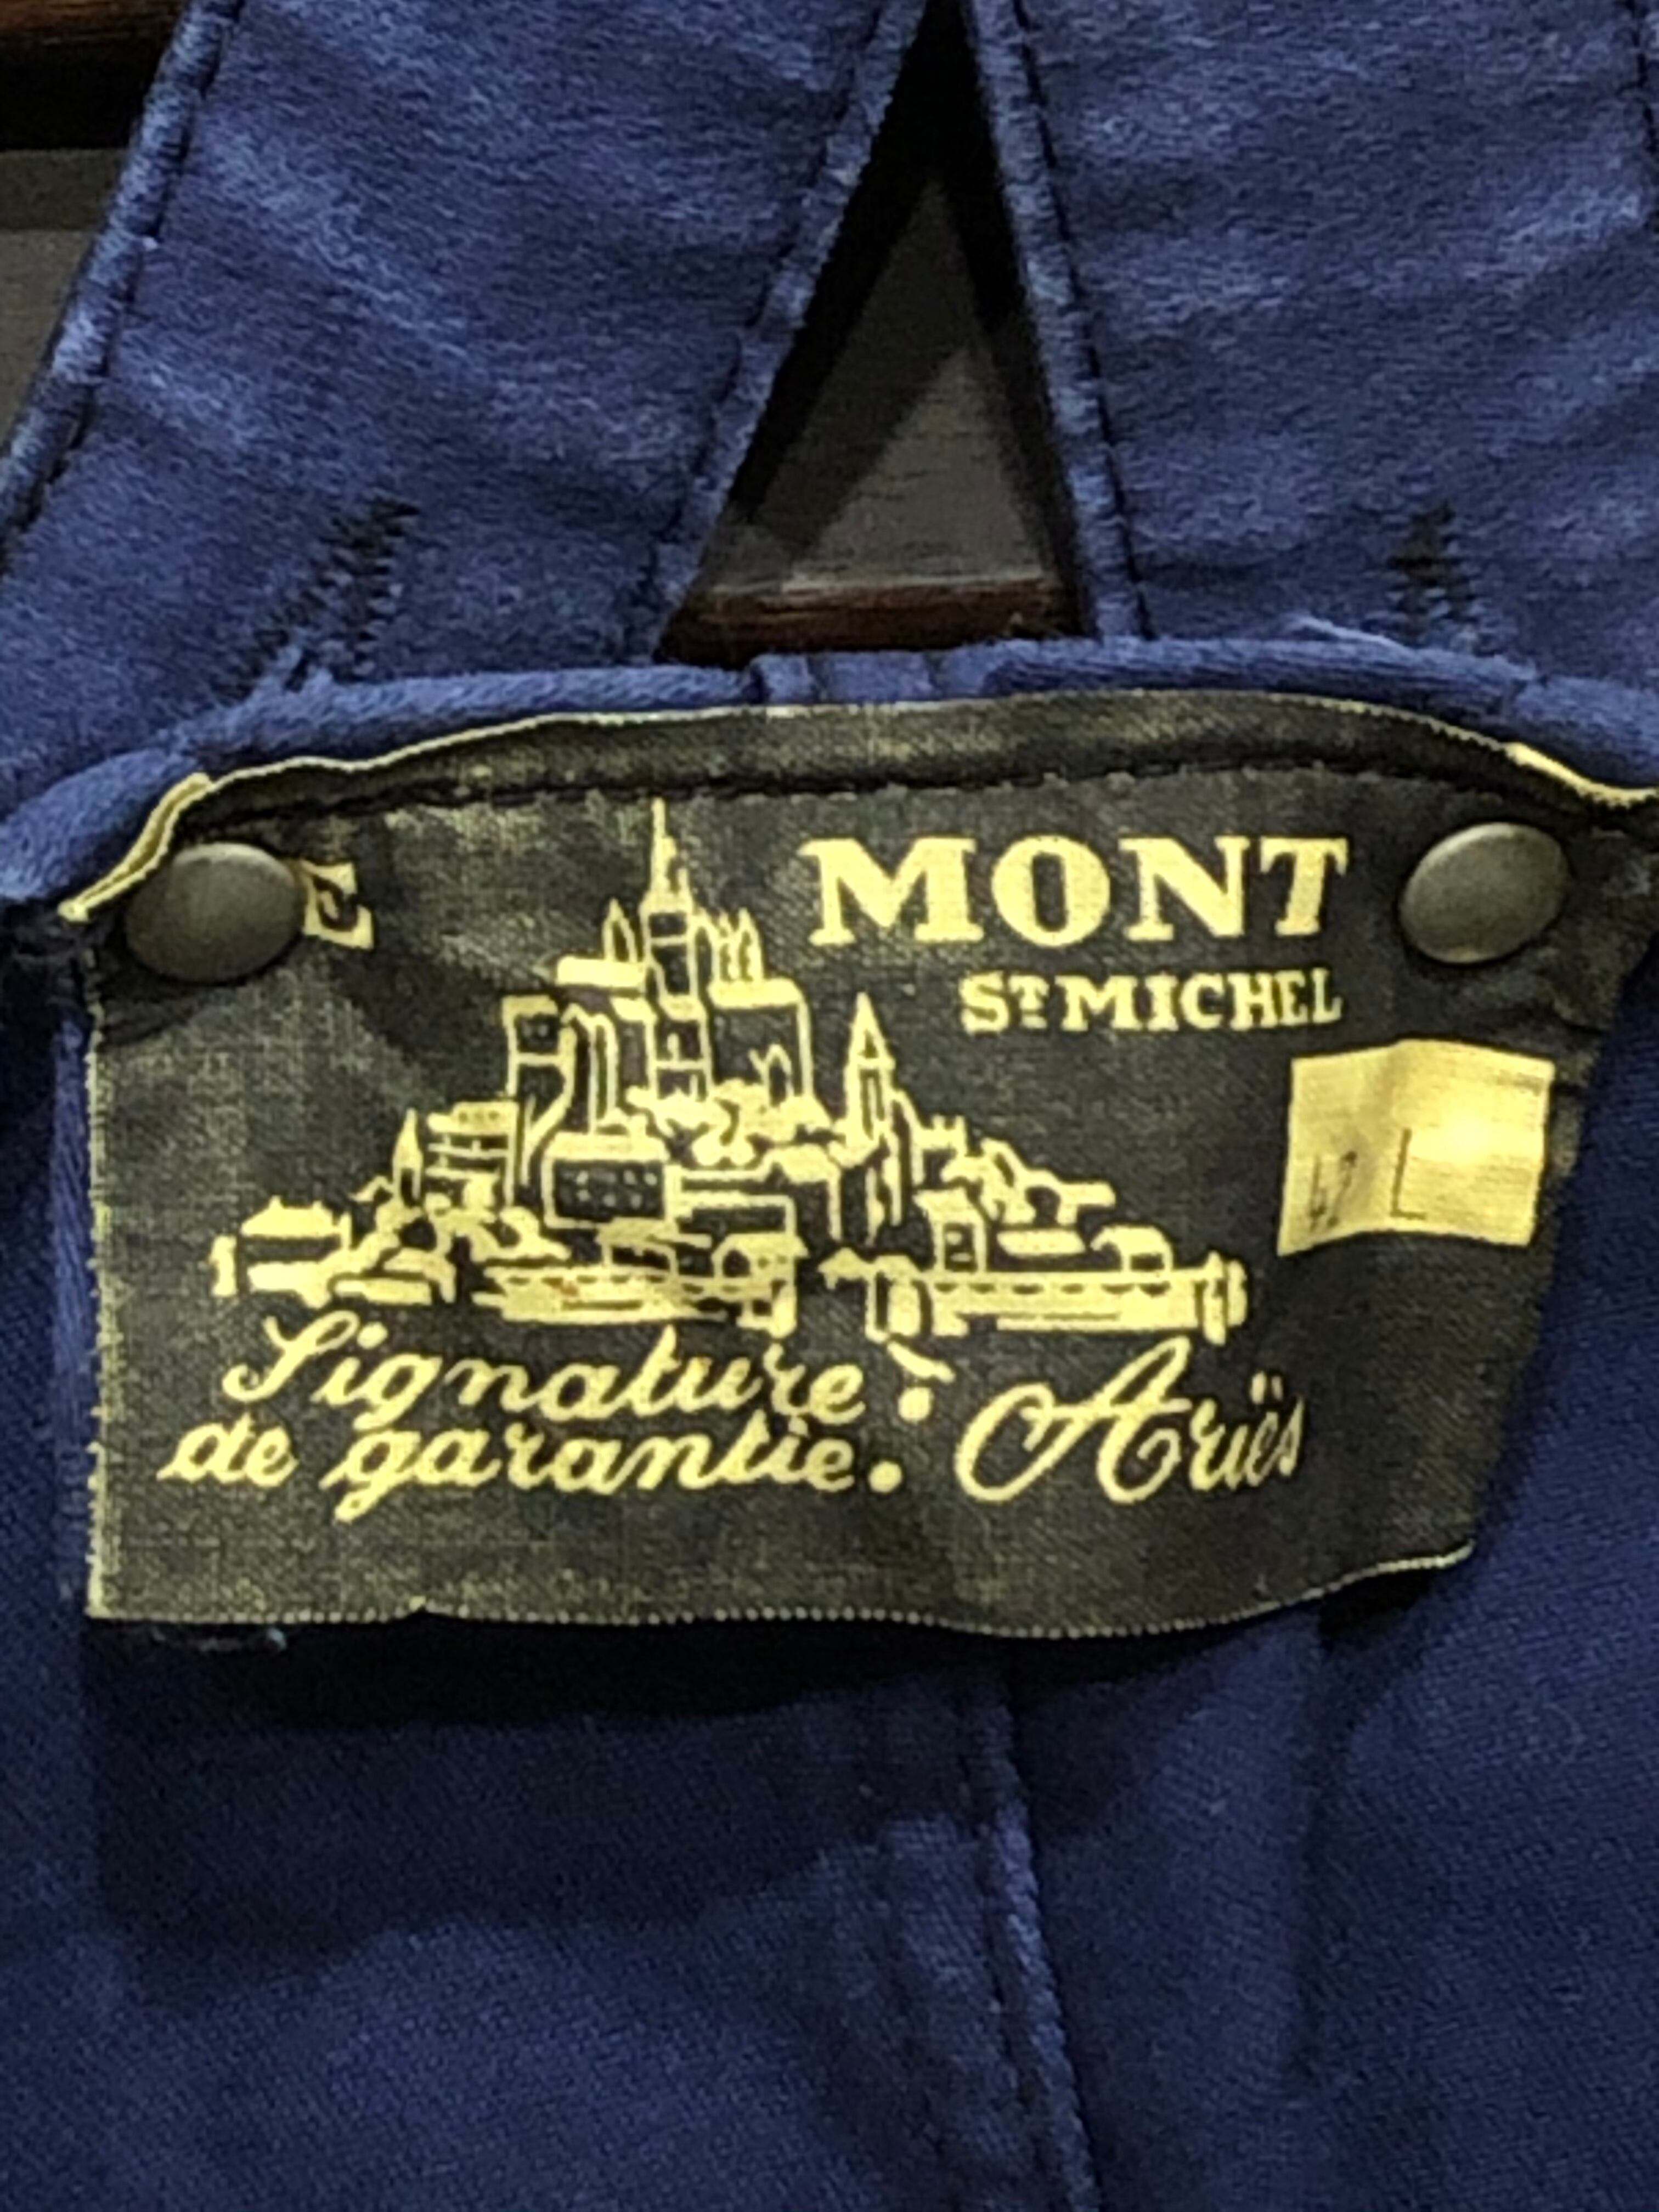 E MONT
ST MICHEL
42 L
Signature :
de garantie. Ariès